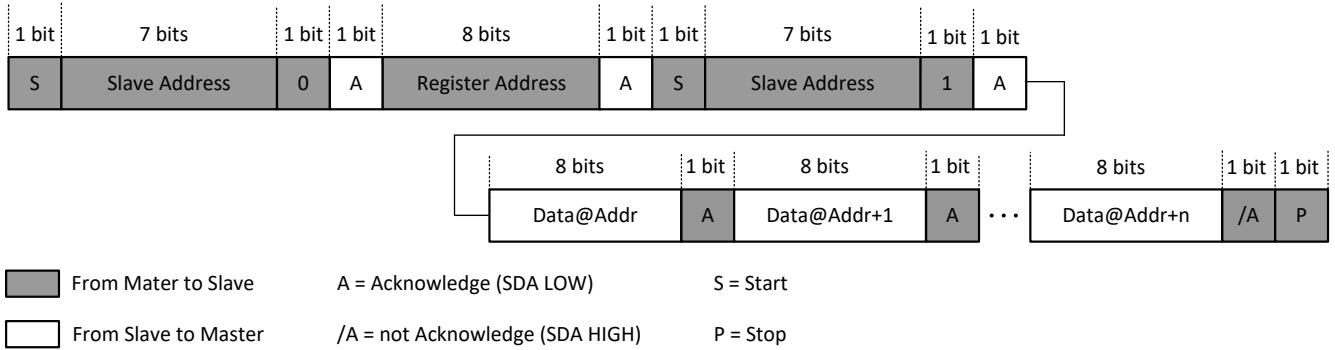 1 bit 7 bits 1 bit 1 bit 8 bits 1 bit 1 bit 7 bits 1 bit 1 bit
S Slave Address 0 A Register Address A S Slave Address 1 A
8 bits 1 bit 8 bits 1 bit 8 bits 1 bit 1 bit
Data@Addr A Data@Addr+1 A ··· Data@Addr+n /A P
From Mater to Slave A = Acknowledge (SDA LOW) S = Start
From Slave to Master /A = not Acknowledge (SDA HIGH) P = Stop